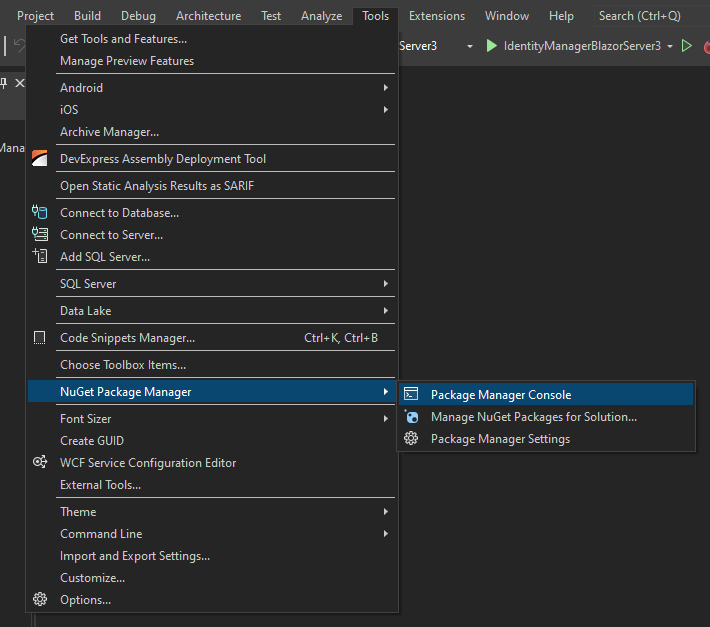 Project Build Debug Architecture Test Analyze Tools Extensions Window Help Search (Ctrl+Q)
Server3 IdentityManagerBlazorServer3
Get Tools and Features...
Manage Preview Features
Android
iOS
Archive Manager...
Mana
DevExpress Assembly Deployment Tool
Open Static Analysis Results as SARIF
Connect to Database...
Connect to Server...
Add SQL Server...
SQL Server
Data Lake
Code Snippets Manager... Ctrl+K, Ctrl+B
Choose Toolbox Items...
NuGet Package Manager
Package Manager Console
Manage NuGet Packages for Solution...
Package Manager Settings
Font Sizer
Create GUID
WCF Service Configuration Editor
External Tools...
Theme
Command Line
Import and Export Settings...
Customize...
Options...